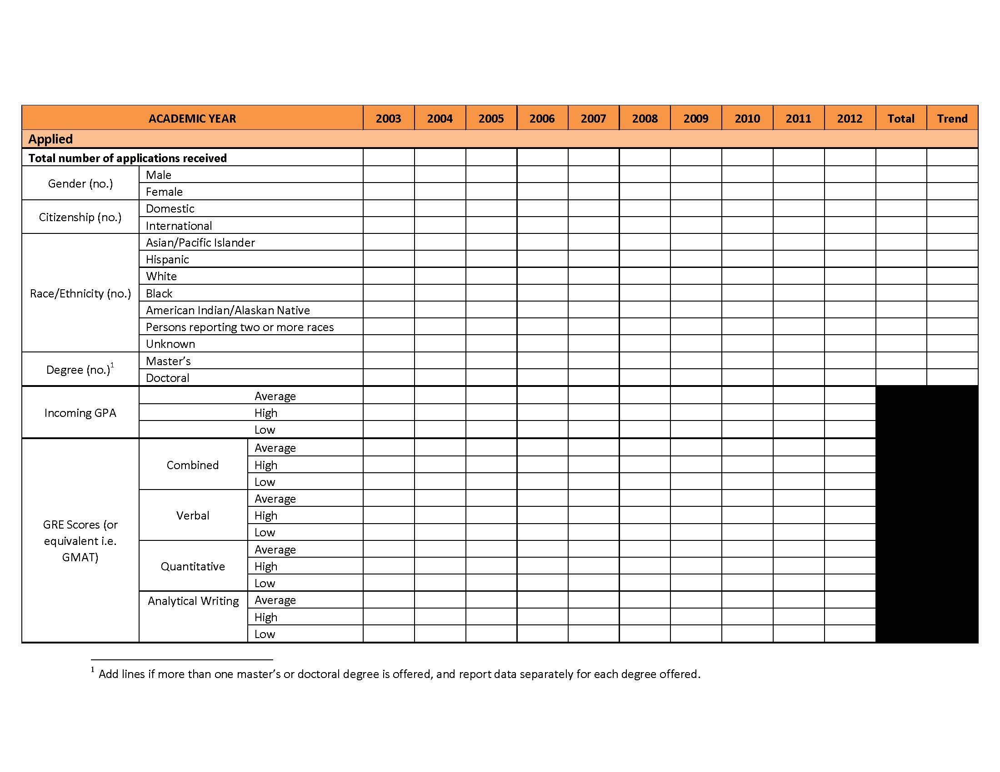 ACADEMIC YEAR 2003 2004 2005 2006 2007 2008 2009 2010 2011 2012 Total Trend
Applied
Total number of applications received
Gender (no.)
Male
Female
Citizenship (no.)
Domestic
International
Race/Ethnicity (no.)
Asian/Pacific Islander
Hispanic
White
Black
American Indian/Alaskan Native
Persons reporting two or more races
Unknown
Degree (no.)1
Master’s
Doctoral
Incoming GPA
Average
High
Low
GRE Scores (or
equivalent i.e.
GMAT)
Combined
Average
High
Low
Verbal
Average
High
Low
Quantitative
Average
High
Low
Analytical Writing
Average
High
Low
1 Add lines if more than one master’s or doctoral degree is offered, and report data separately for each degree offered.